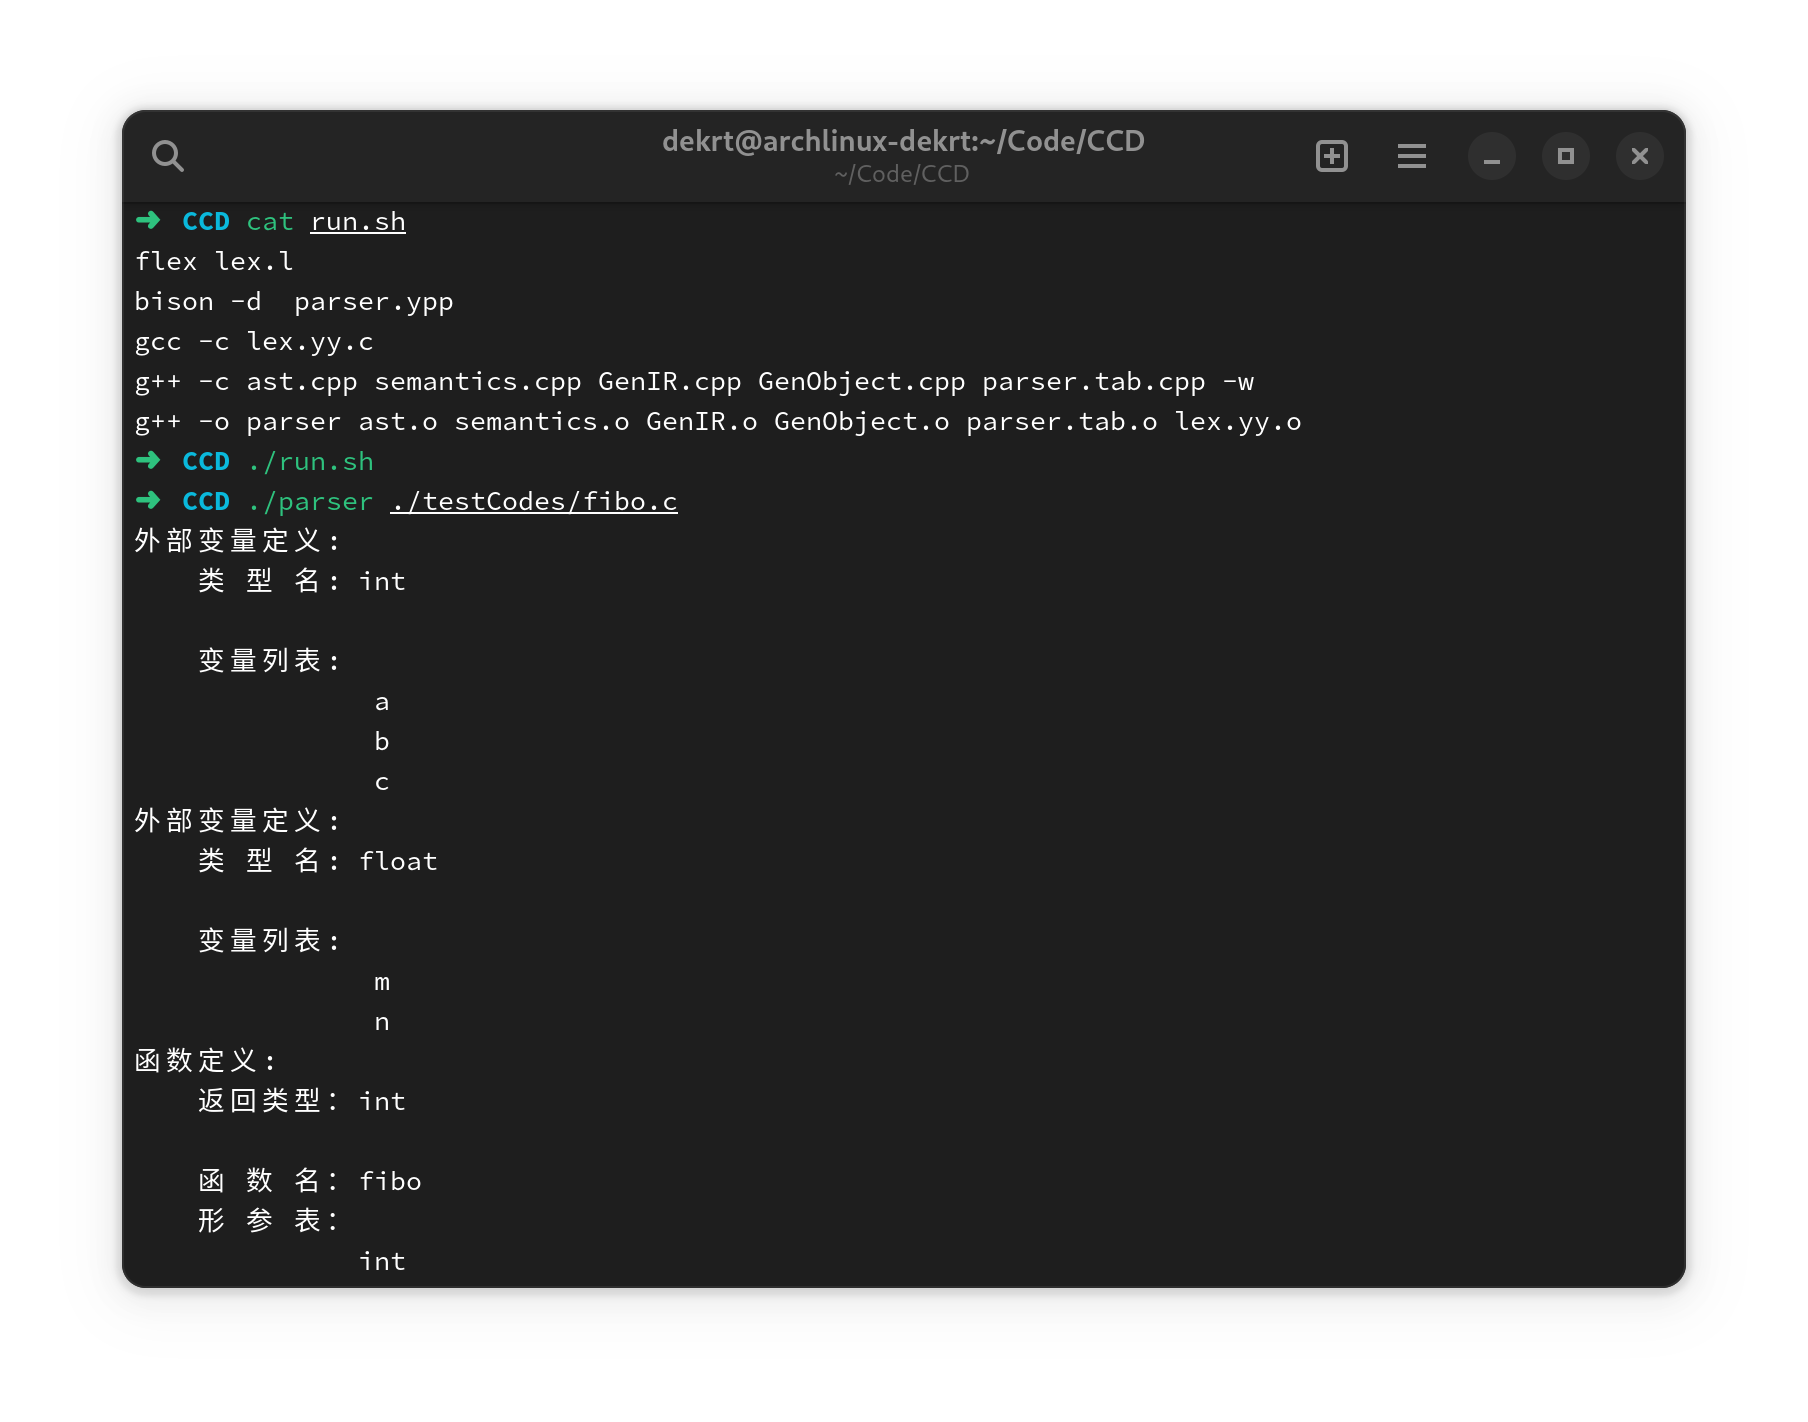 dekrt@archlinux-dekrt:~/Code/CCD
~/Code/CCD
➜ CCD cat run.sh
flex lex.l
bison -d  parser.ypp
gcc -c lex.yy.c
g++ -c ast.cpp semantics.cpp GenIR.cpp GenObject.cpp parser.tab.cpp -w
g++ -o parser ast.o semantics.o GenIR.o GenObject.o parser.tab.o lex.yy.o
➜ CCD ./run.sh
➜ CCD ./parser ./testCodes/fibo.c
外部变量定义:
类 型 名: int
变量列表:
a
b
c
外部变量定义:
类 型 名: float
变量列表:
m
n
函数定义:
返回类型: int
函 数 名: fibo
形 参 表:
int